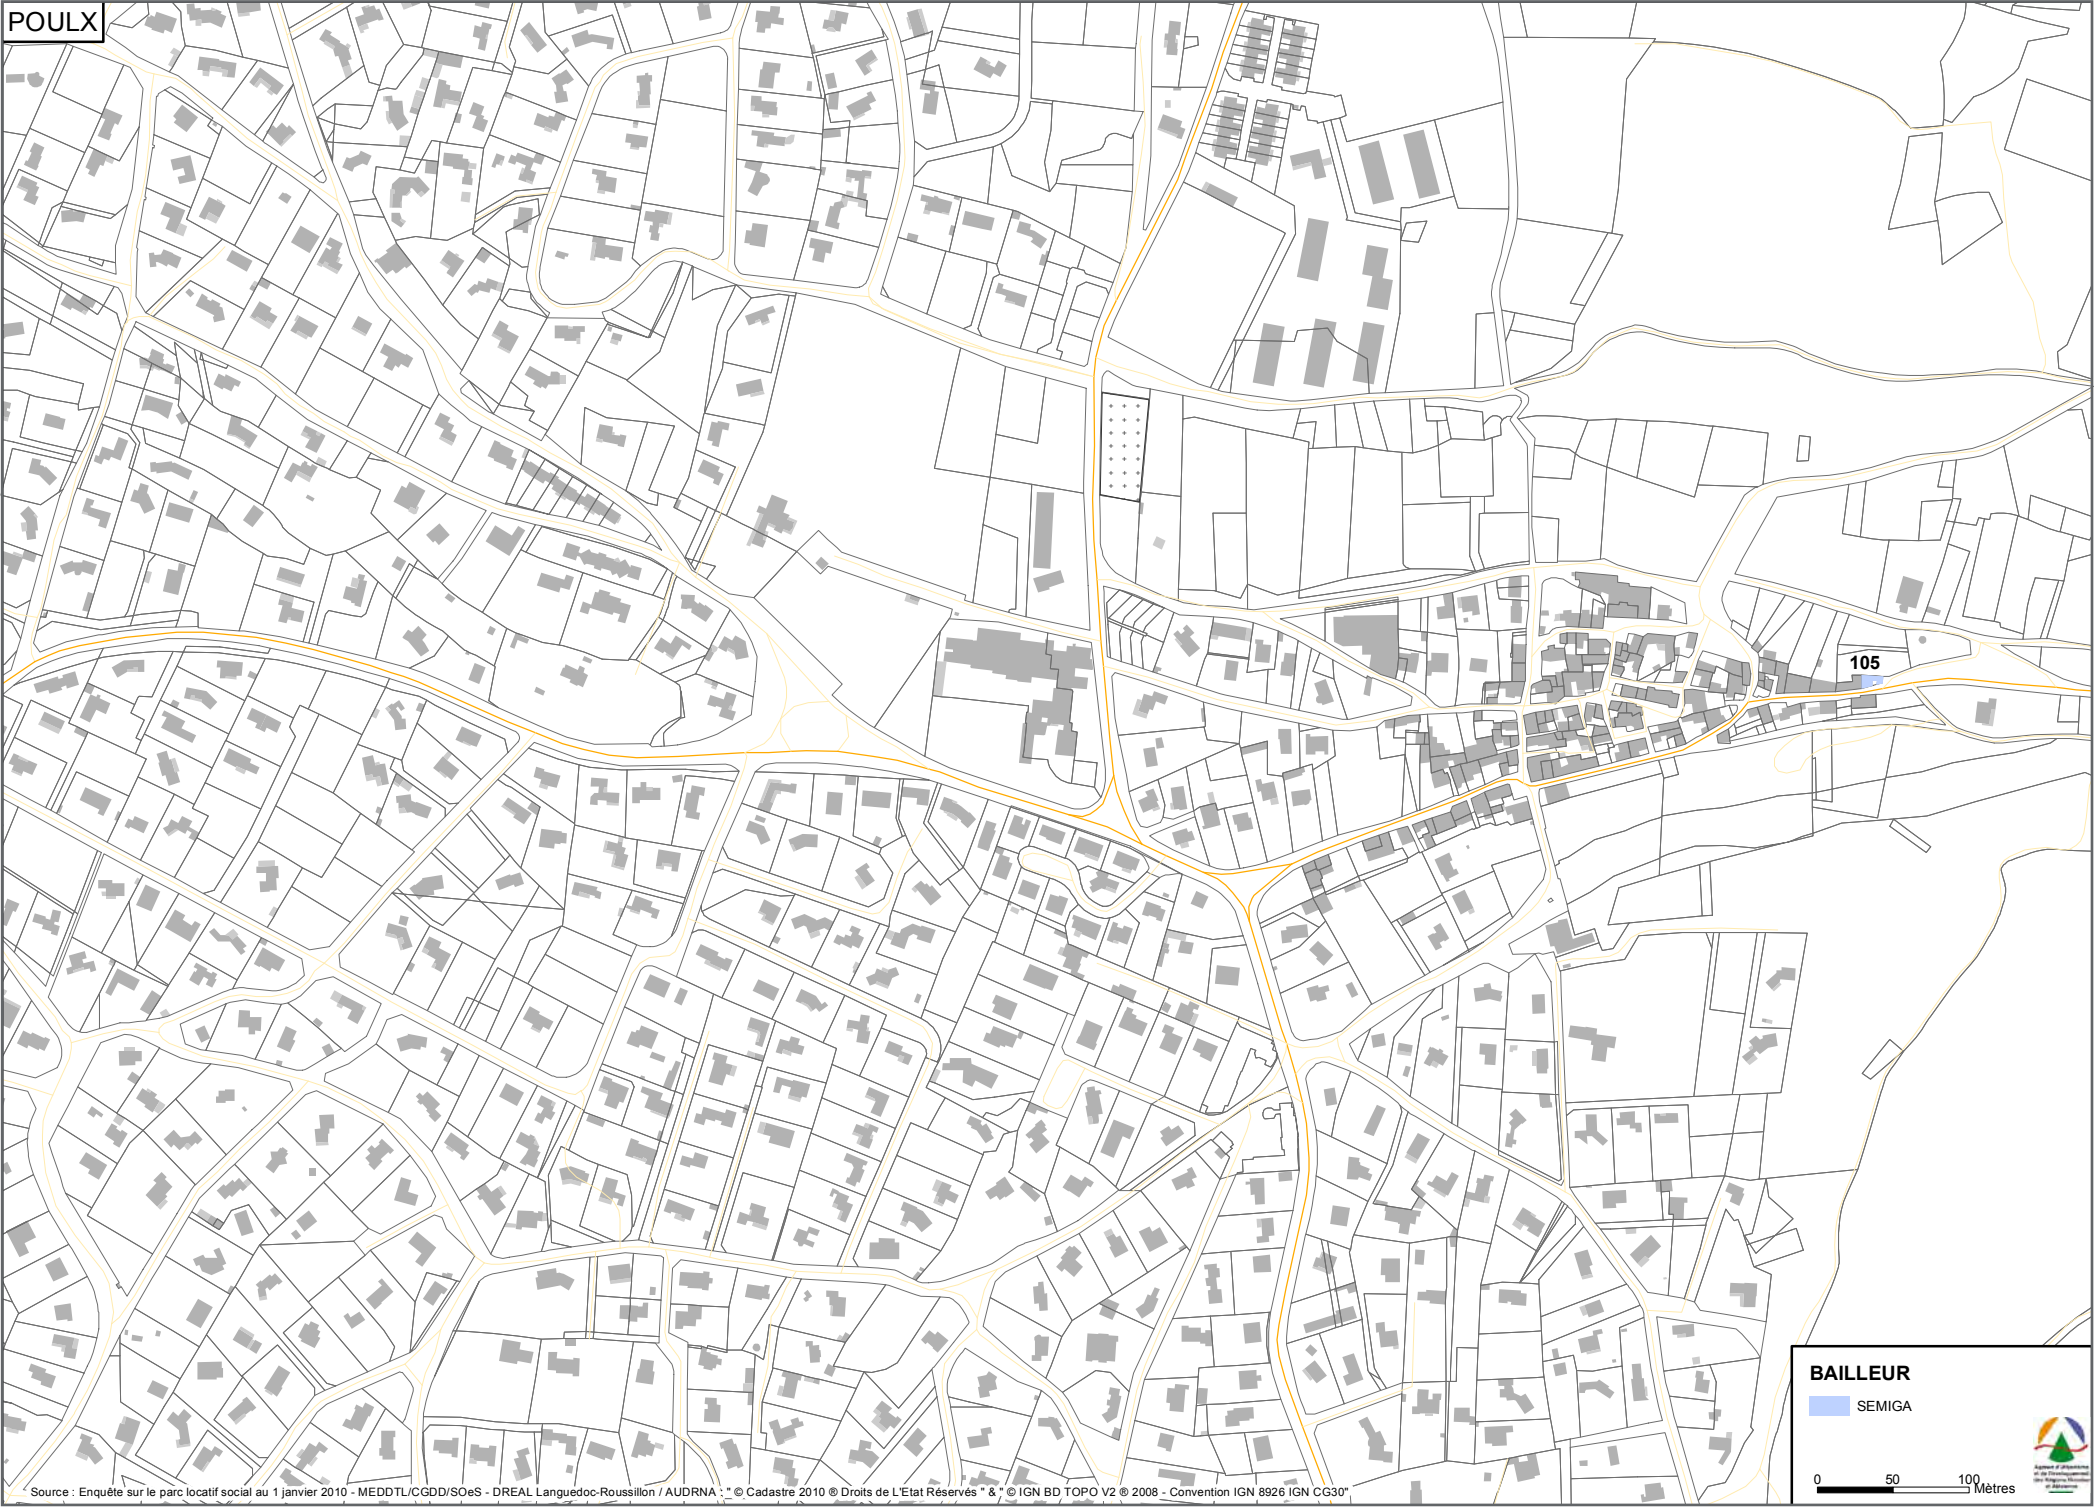 POULX
105
BAILLEUR
SEMIGA
0 50 100
Mètres
Source : Enquête sur le parc locatif social au 1 janvier 2010 - MEDDTL/CGDD/SOeS - DREAL Languedoc-Roussillon / AUDRNA : " © Cadastre 2010 ® Droits de L'Etat Réservés " & " © IGN BD TOPO V2 ® 2008 - Convention IGN 8926 IGN CG30"